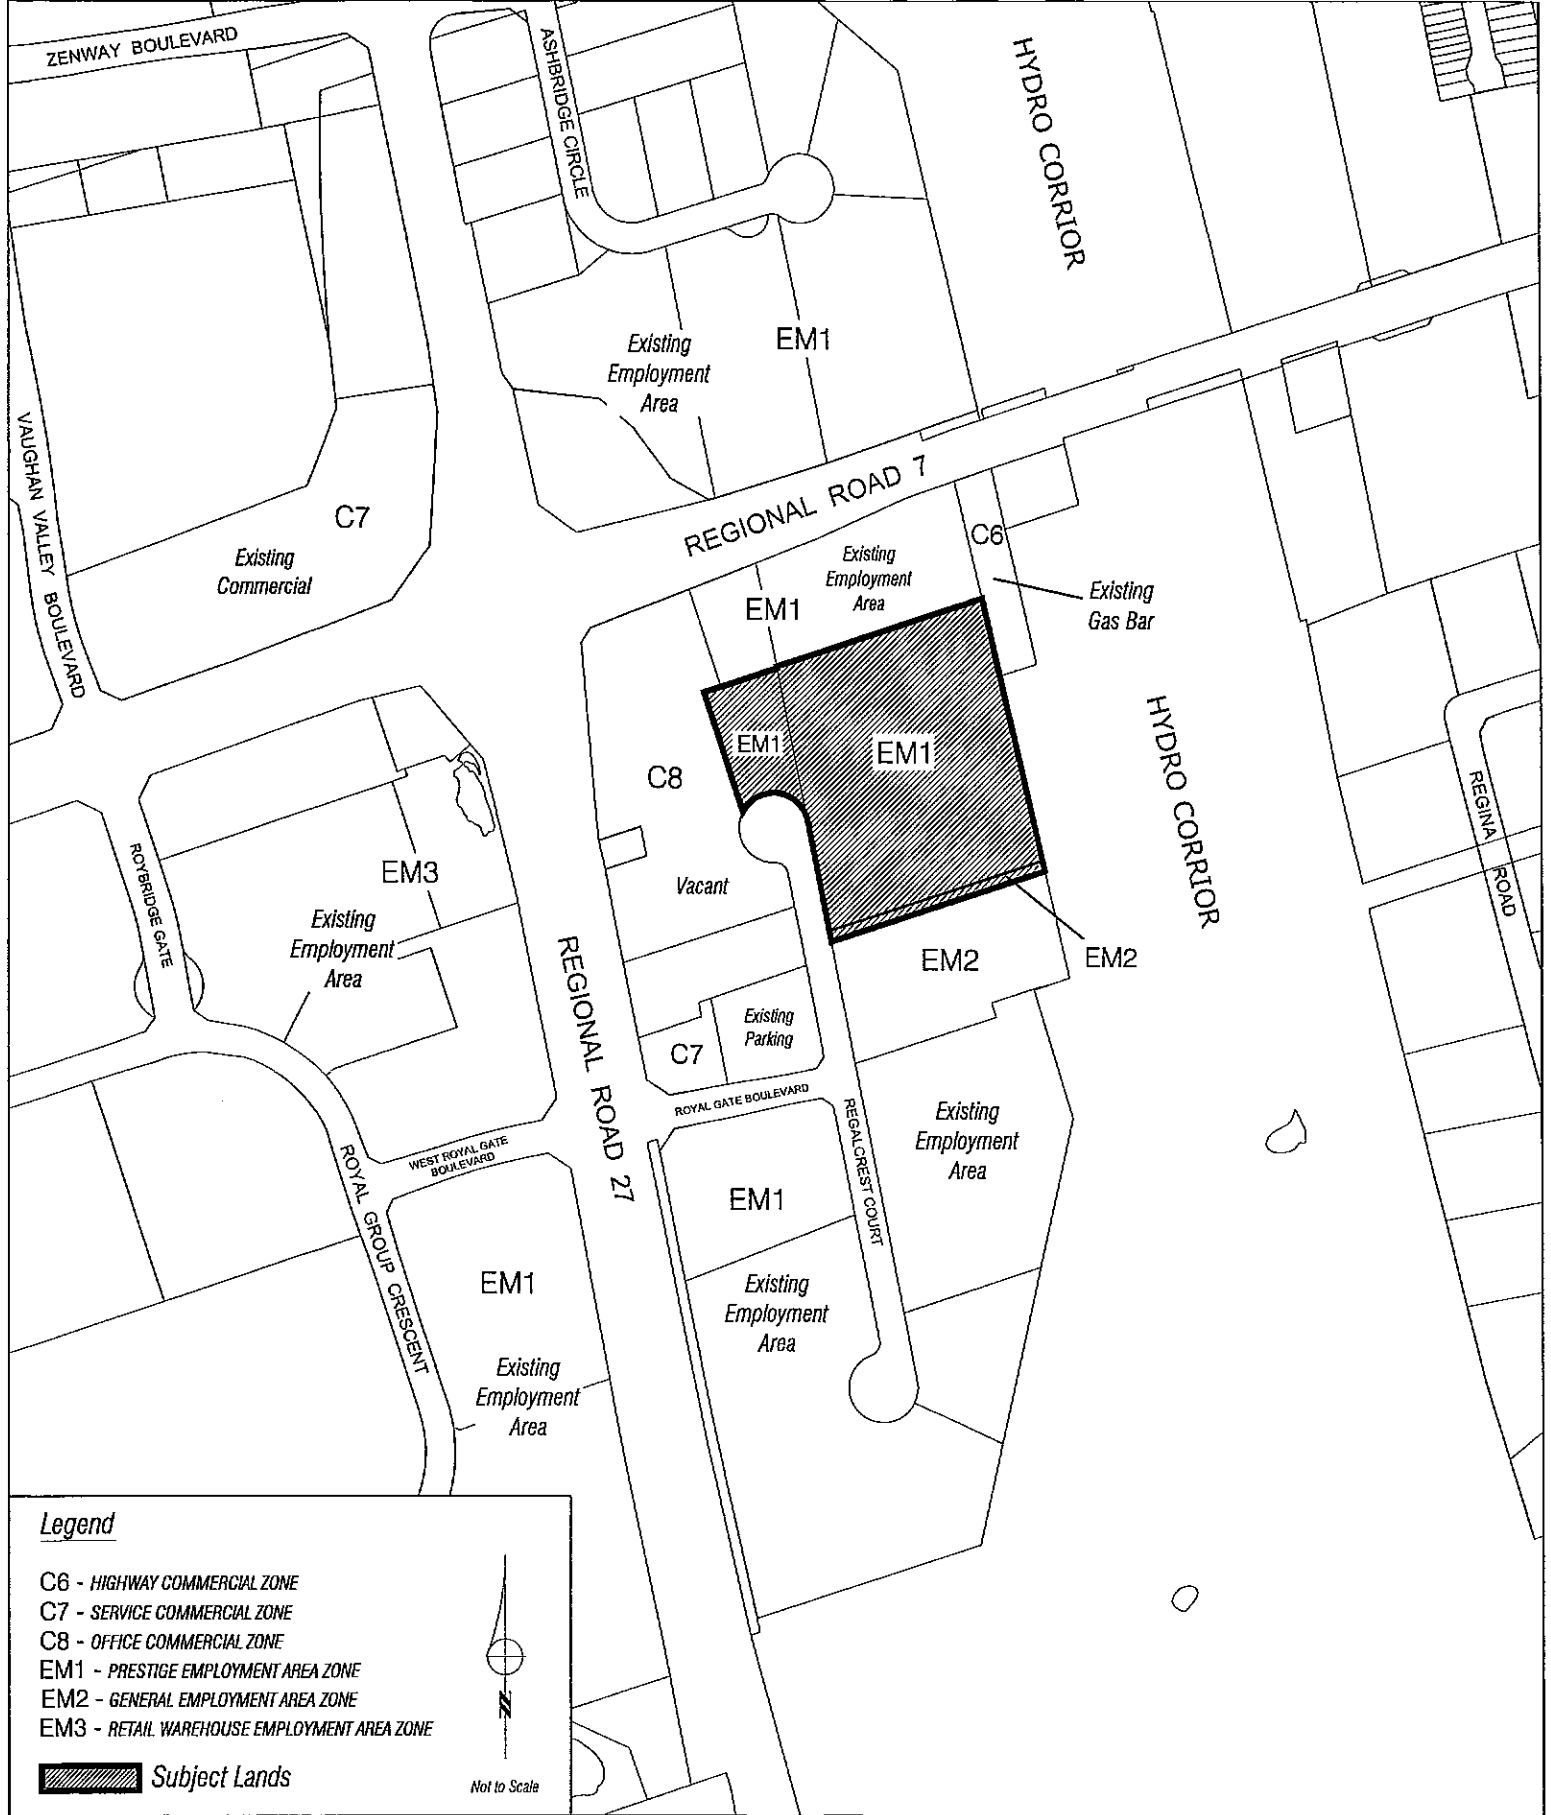 ZENWAY BOULEVARD
ASHBRIDGE CIRCLE
HYDRO CORRIOR
Existing
Employment
Area
EM1
VAUGHAN VALLEY BOULEVARD
C7
Existing
Commercial
REGIONAL ROAD 7
C6
Existing
Employment
Area
EM1
Existing
Gas Bar
EM1
EM1
C8
HYDRO CORRIOR
REGINA ROAD
ROYBRIDGE GATE
EM3
Vacant
Existing
Employment
Area
REGIONAL ROAD 27
EM2
EM2
Existing
Parking
C7
ROYAL GATE BOULEVARD
REGALCREST COURT
Existing
Employment
Area
WEST ROYAL GATE
BOULEVARD
ROYAL GROUP CRESCENT
EM1
EM1
Existing
Employment
Area
Existing
Employment
Area
Legend
C6 - HIGHWAY COMMERCIAL ZONE
C7 - SERVICE COMMERCIAL ZONE
C8 - OFFICE COMMERCIAL ZONE
EM1 - PRESTIGE EMPLOYMENT AREA ZONE
EM2 - GENERAL EMPLOYMENT AREA ZONE
EM3 - RETAIL WAREHOUSE EMPLOYMENT AREA ZONE
Subject Lands
N
Not to Scale